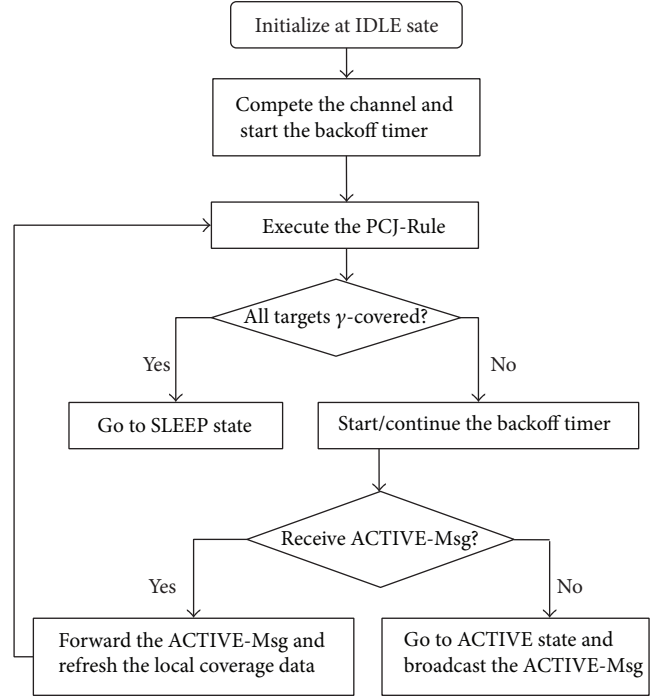 Initialize at IDLE sate
Compete the channel and
start the backoff timer
Execute the PCJ-Rule
All targets γ-covered?
Yes
No
Go to SLEEP state
Start/continue the backoff timer
Receive ACTIVE-Msg?
Yes
No
Forward the ACTIVE-Msg and
refresh the local coverage data
Go to ACTIVE state and
broadcast the ACTIVE-Msg